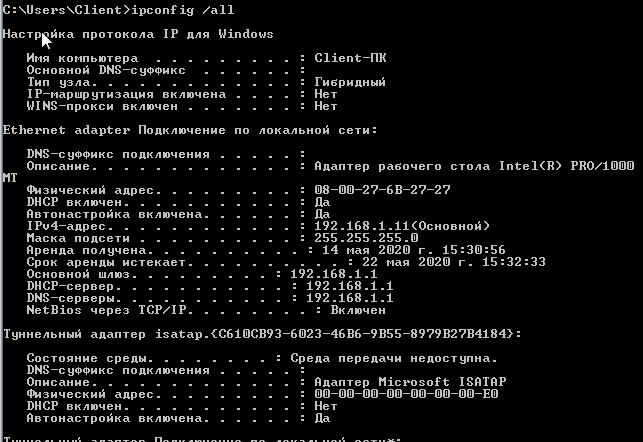 C:\Users\Client>ipconfig /all
Настройка протокола IP для Windows
Имя компьютера . . . . . . . . . : Client-ПК
Основной DNS-суффикс . . . . . . :
Тип узла. . . . . . . . . . . . . : Гибридный
IP-маршрутизация включена . . . . : Нет
WINS-прокси включен . . . . . . . : Нет
Ethernet adapter Подключение по локальной сети:
DNS-суффикс подключения . . . . . :
Описание. . . . . . . . . . . . . : Адаптер рабочего стола Intel(R) PRO/1000
MT
Физический адрес. . . . . . . . . : 08-00-27-6B-27-27
DHCP включен. . . . . . . . . . . : Да
Автонастройка включена. . . . . . : Да
IPv4-адрес. . . . . . . . . . . . : 192.168.1.11(Основной)
Маска подсети . . . . . . . . . . : 255.255.255.0
Аренда получена. . . . . . . . . . : 14 мая 2020 г. 15:30:56
Срок аренды истекает. . . . . . . . . . : 22 мая 2020 г. 15:32:33
Основной шлюз. . . . . . . . . : 192.168.1.1
DHCP-сервер. . . . . . . . . . . : 192.168.1.1
DNS-серверы. . . . . . . . . . . : 192.168.1.1
NetBios через TCP/IP. . . . . . . . : Включен
Туннельный адаптер isatap.{C610CB93-6023-46B6-9B55-8979B27B4184}:
Состояние среды. . . . . . . . : Среда передачи недоступна.
DNS-суффикс подключения . . . . . :
Описание. . . . . . . . . . . . . : Адаптер Microsoft ISATAP
Физический адрес. . . . . . . . . : 00-00-00-00-00-00-00-E0
DHCP включен. . . . . . . . . . . : Нет
Автонастройка включена. . . . . . : Да
Туннельный адаптер Подключение по локальной сети*: